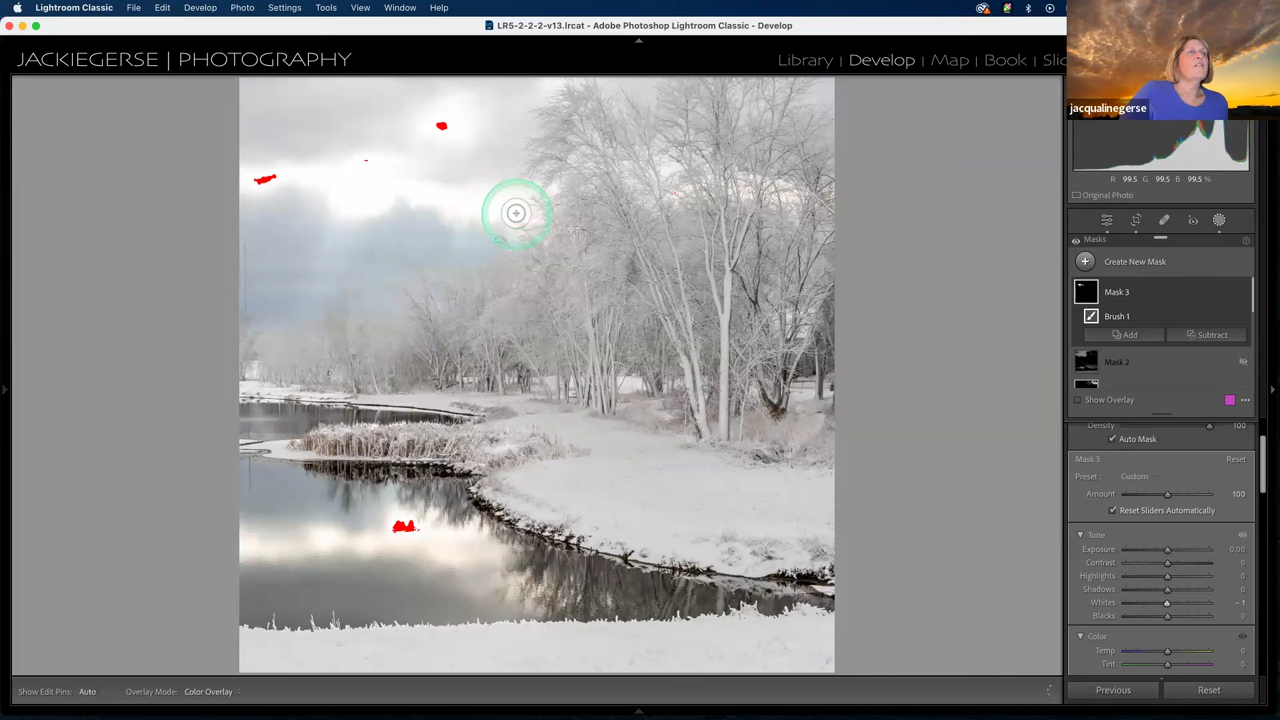 Lightroom Classic File Edit Develop Photo Settings Tools View Window Help
LR5-2-2-2-v13.lrcat - Adobe Photoshop Lightroom Classic - Develop
JACKIEGERSE | PHOTOGRAPHY
Library | Develop | Map | Book | Slid
jacqualinegerse
R 99.5 G 99.5 B 99.5 %
Original Photo
Masks
Create New Mask
Mask 3
Brush 1
Add Subtract
Mask 2
Show Overlay
Density 100
Auto Mask
Mask 3 Reset
Preset : Custom
Amount 100
Reset Sliders Automatically
Tone
Exposure 0.00
Contrast 0
Highlights 0
Shadows 0
Whites – 1
Blacks 0
Color
Temp 0
Tint 0
Show Edit Pins: Auto Overlay Mode: Color Overlay
Previous Reset